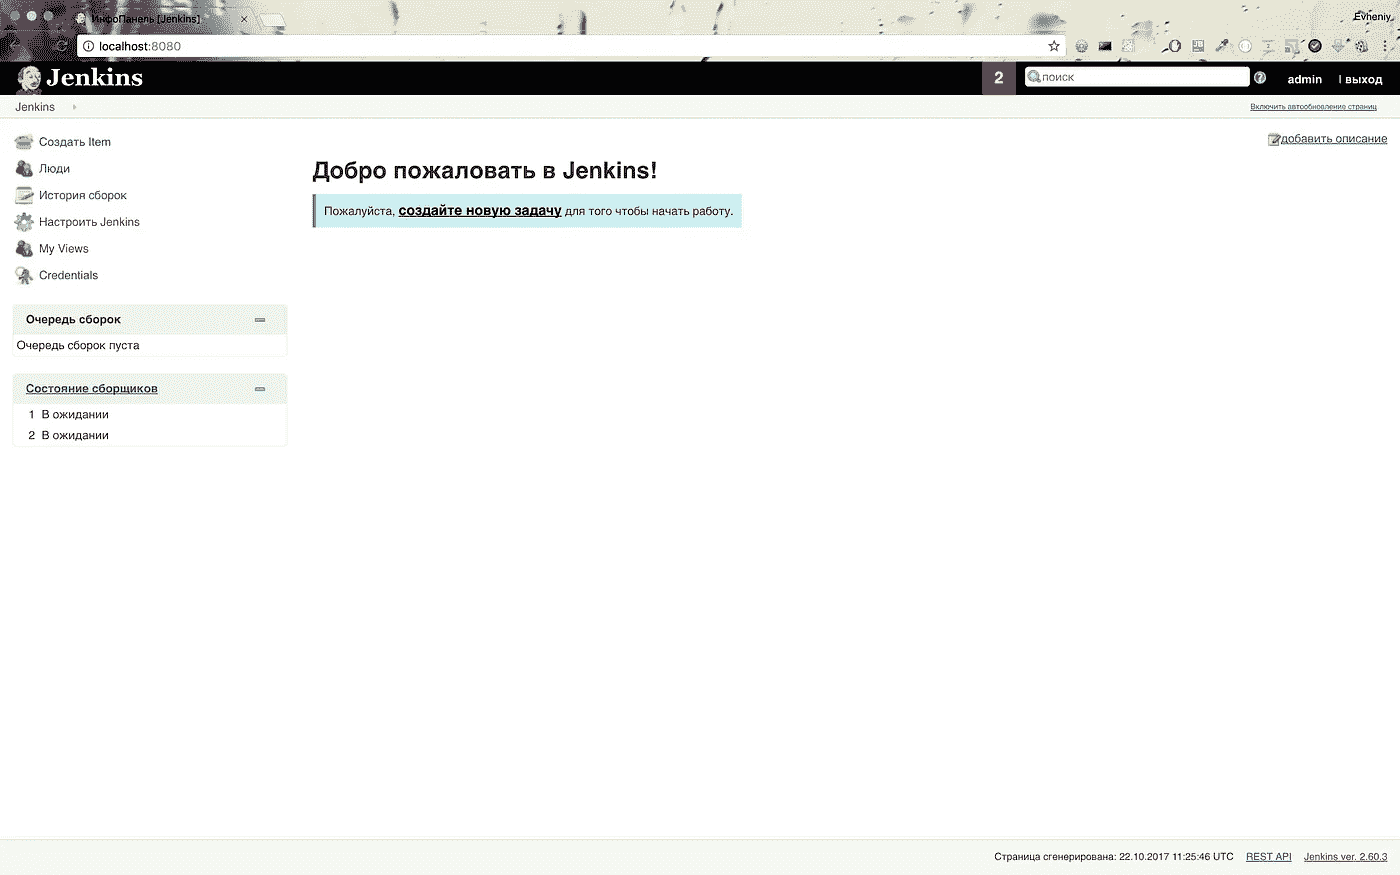 ИнфоПанель [Jenkins]
Evheniy
localhost:8080
Jenkins
2
поиск
admin
| выход
Jenkins
Включить автообновление страниц
Создать Item
Люди
История сборок
Настроить Jenkins
My Views
Credentials
добавить описание
Добро пожаловать в Jenkins!
Пожалуйста, создайте новую задачу для того чтобы начать работу.
Очередь сборок
Очередь сборок пуста
Состояние сборщиков
1 В ожидании
2 В ожидании
Страница сгенерирована: 22.10.2017 11:25:46 UTC REST API Jenkins ver. 2.60.3